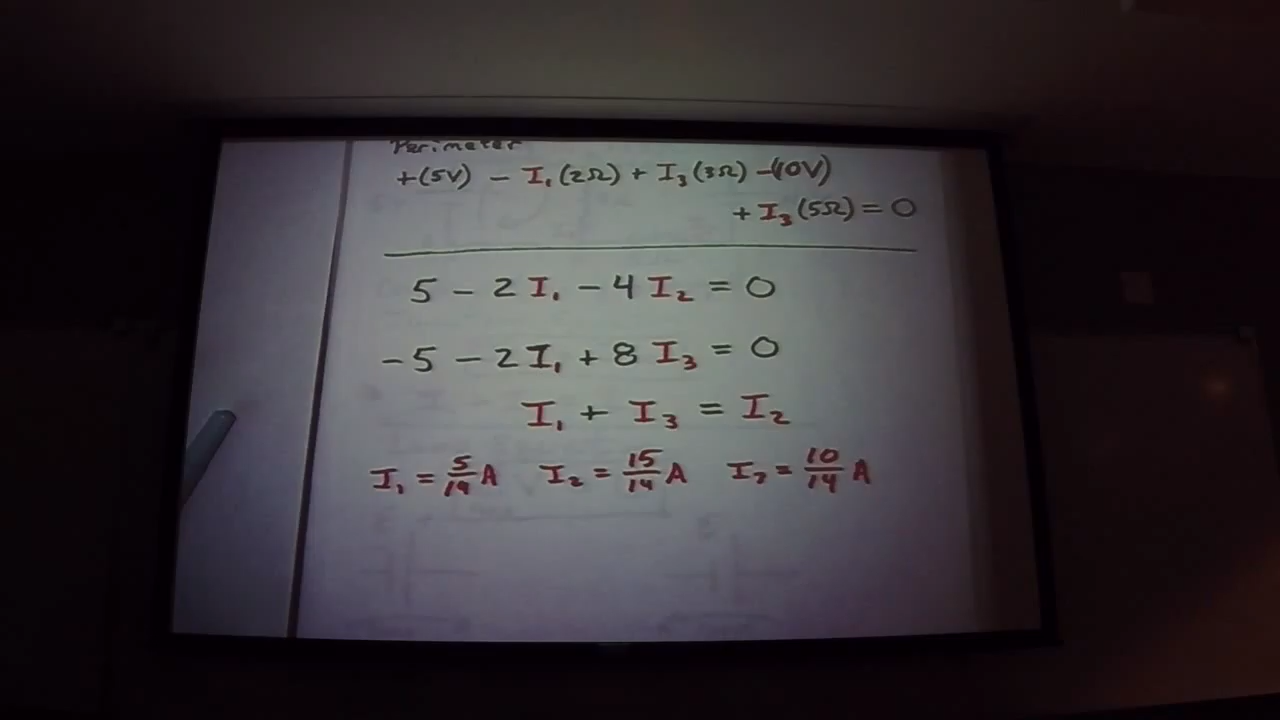 Perimeter
+(5V) - I₁(2Ω) + I₃(3Ω) -(10V)
+ I₃(5Ω) = 0
5 - 2I₁ - 4I₂ = 0
-5 - 2I₁ + 8I₃ = 0
I₁ + I₃ = I₂
I₁ = 5/14 A I₂ = 15/14 A I₃ = 10/14 A